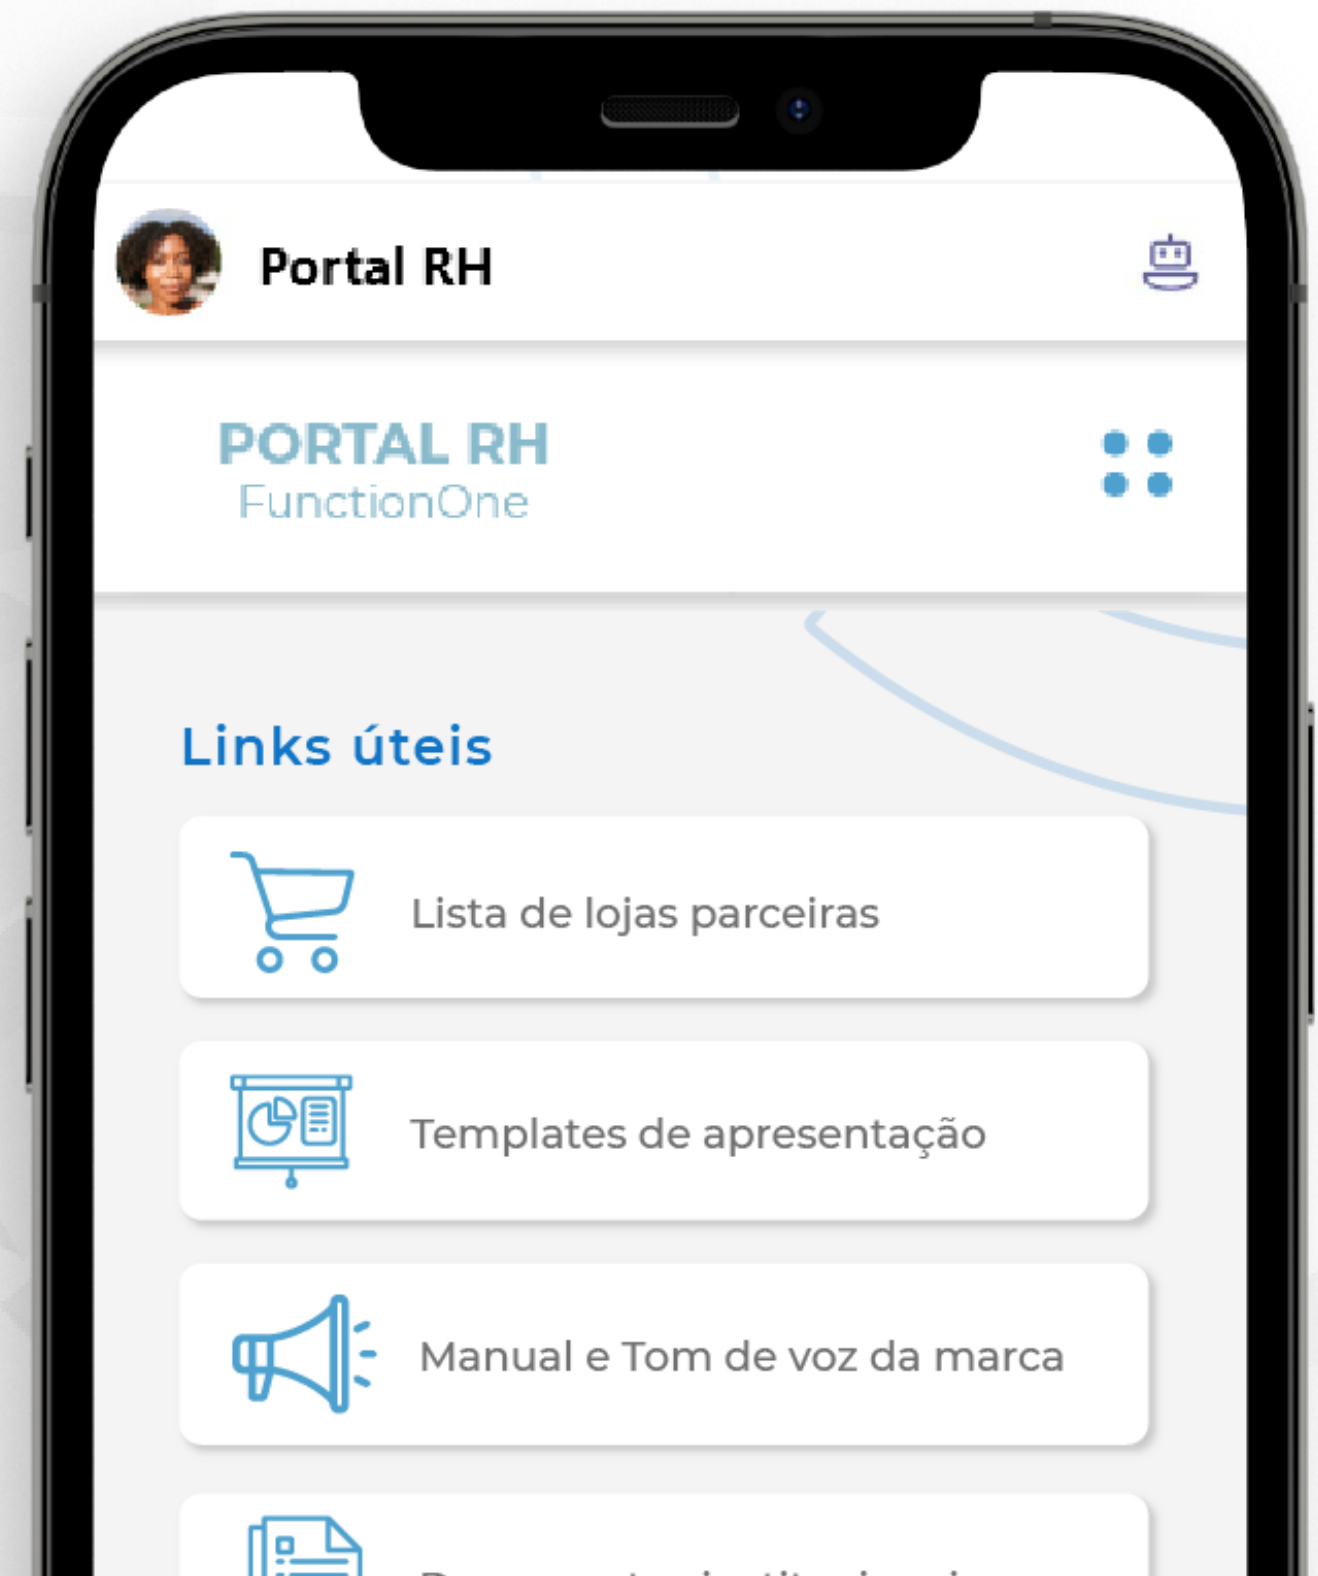 Portal RH
PORTAL RH
FunctionOne
Links úteis
Lista de lojas parceiras
Templates de apresentação
Manual e Tom de voz da marca